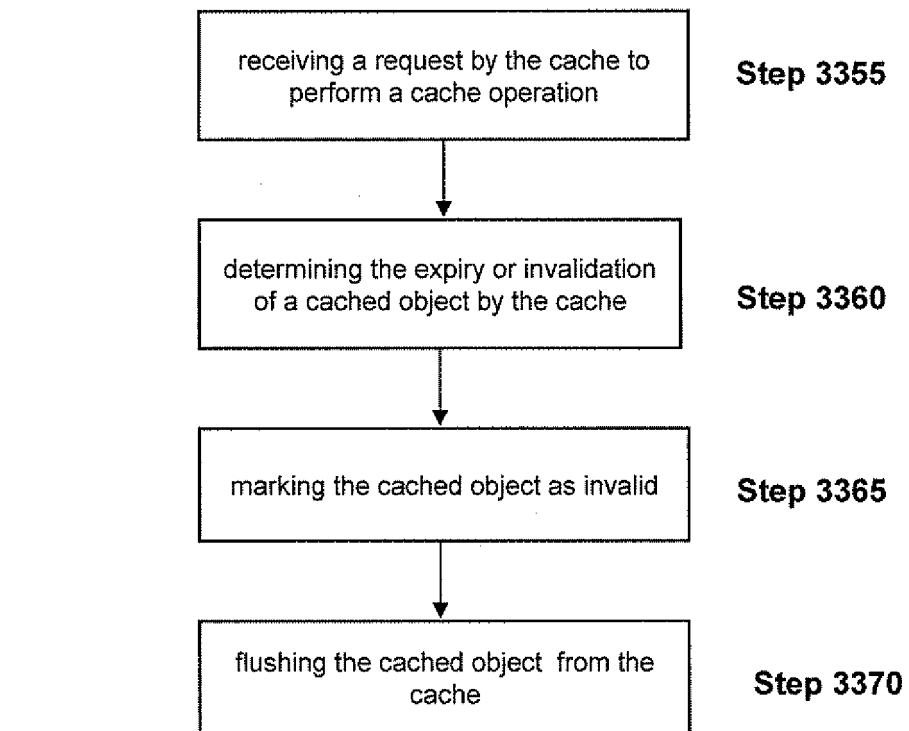 receiving a request by the cache to
perform a cache operation
Step 3355
determining the expiry or invalidation
of a cached object by the cache
Step 3360
marking the cached object as invalid
Step 3365
flushing the cached object from the
cache
Step 3370